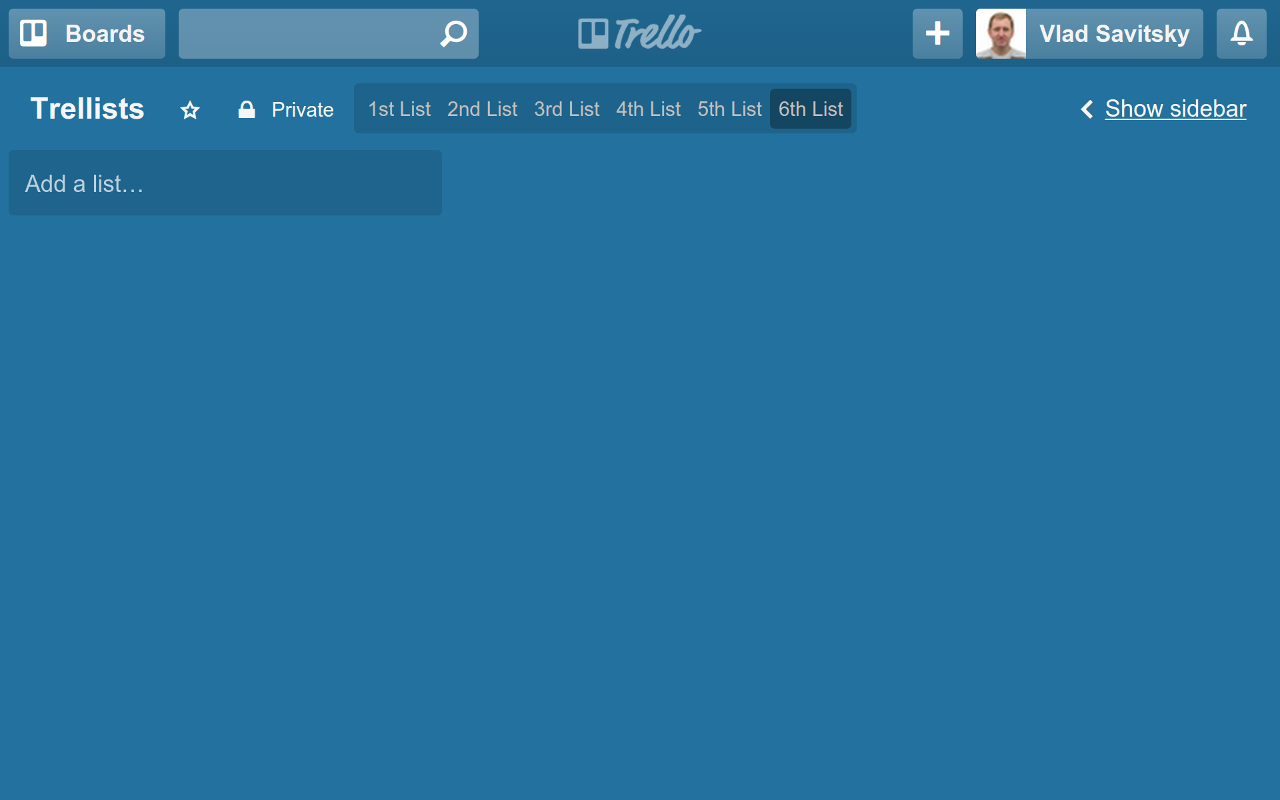 Boards
Trello
Vlad Savitsky
Trellists
Private
1st List
2nd List
3rd List
4th List
5th List
6th List
Show sidebar
Add a list…